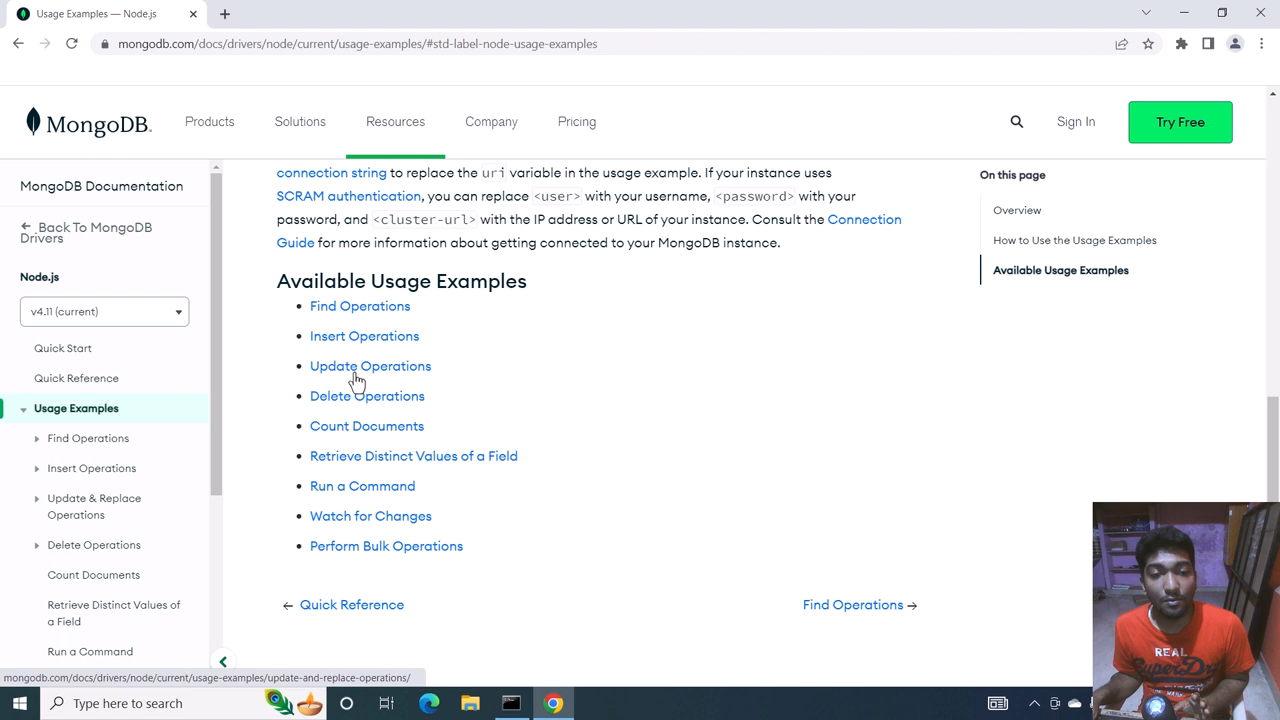 Usage Examples — Node.js
mongodb.com/docs/drivers/node/current/usage-examples/#std-label-node-usage-examples
MongoDB.
Products
Solutions
Resources
Company
Pricing
Sign In
Try Free
MongoDB Documentation
Back To MongoDB
Drivers
Node.js
v4.11 (current)
Quick Start
Quick Reference
Usage Examples
Find Operations
Insert Operations
Update & Replace
Operations
Delete Operations
Count Documents
Retrieve Distinct Values of
a Field
Run a Command
connection string to replace the uri variable in the usage example. If your instance uses
SCRAM authentication, you can replace <user> with your username, <password> with your
password, and <cluster-url> with the IP address or URL of your instance. Consult the Connection
Guide for more information about getting connected to your MongoDB instance.
Available Usage Examples
Find Operations
Insert Operations
Update Operations
Delete Operations
Count Documents
Retrieve Distinct Values of a Field
Run a Command
Watch for Changes
Perform Bulk Operations
← Quick Reference
Find Operations →
On this page
Overview
How to Use the Usage Examples
Available Usage Examples
REAL
mongodb.com/docs/drivers/node/current/usage-examples/update-and-replace-operations/
Type here to search